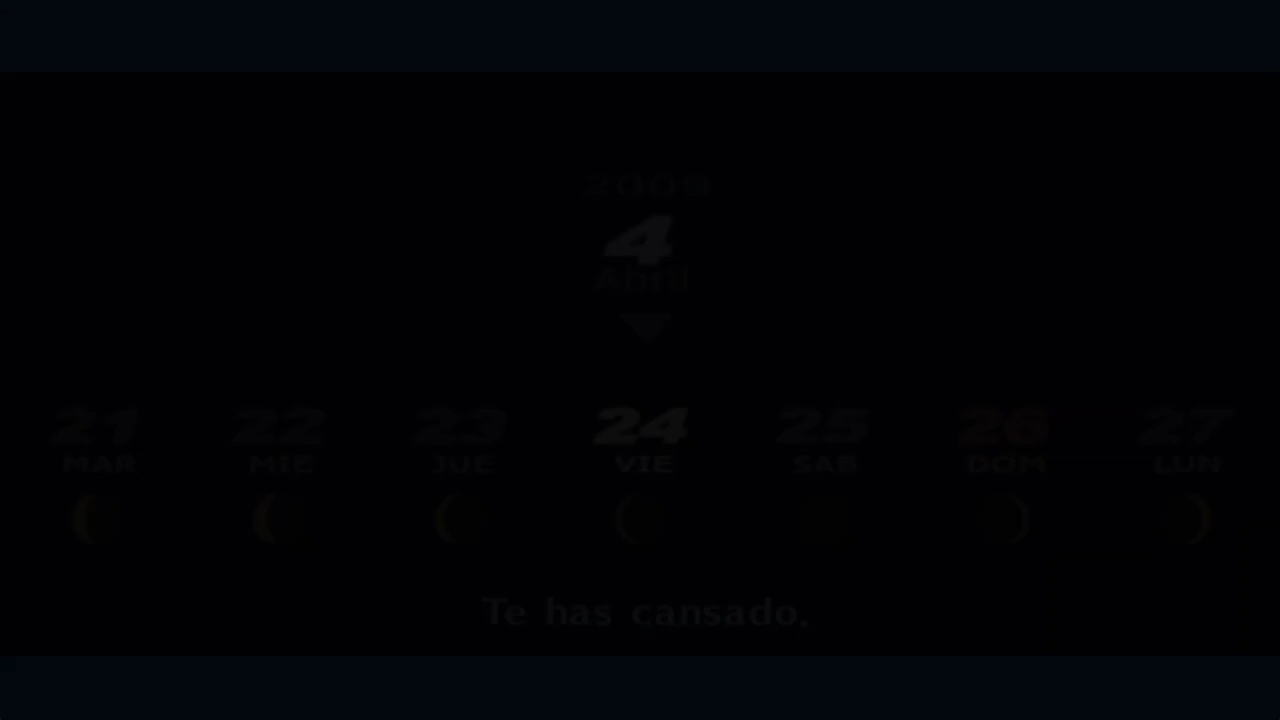 2009
4
Abril
21 22 23 24 25 26 27
MAR MIE JUE VIE SAB DOM LUN
Te has cansado.